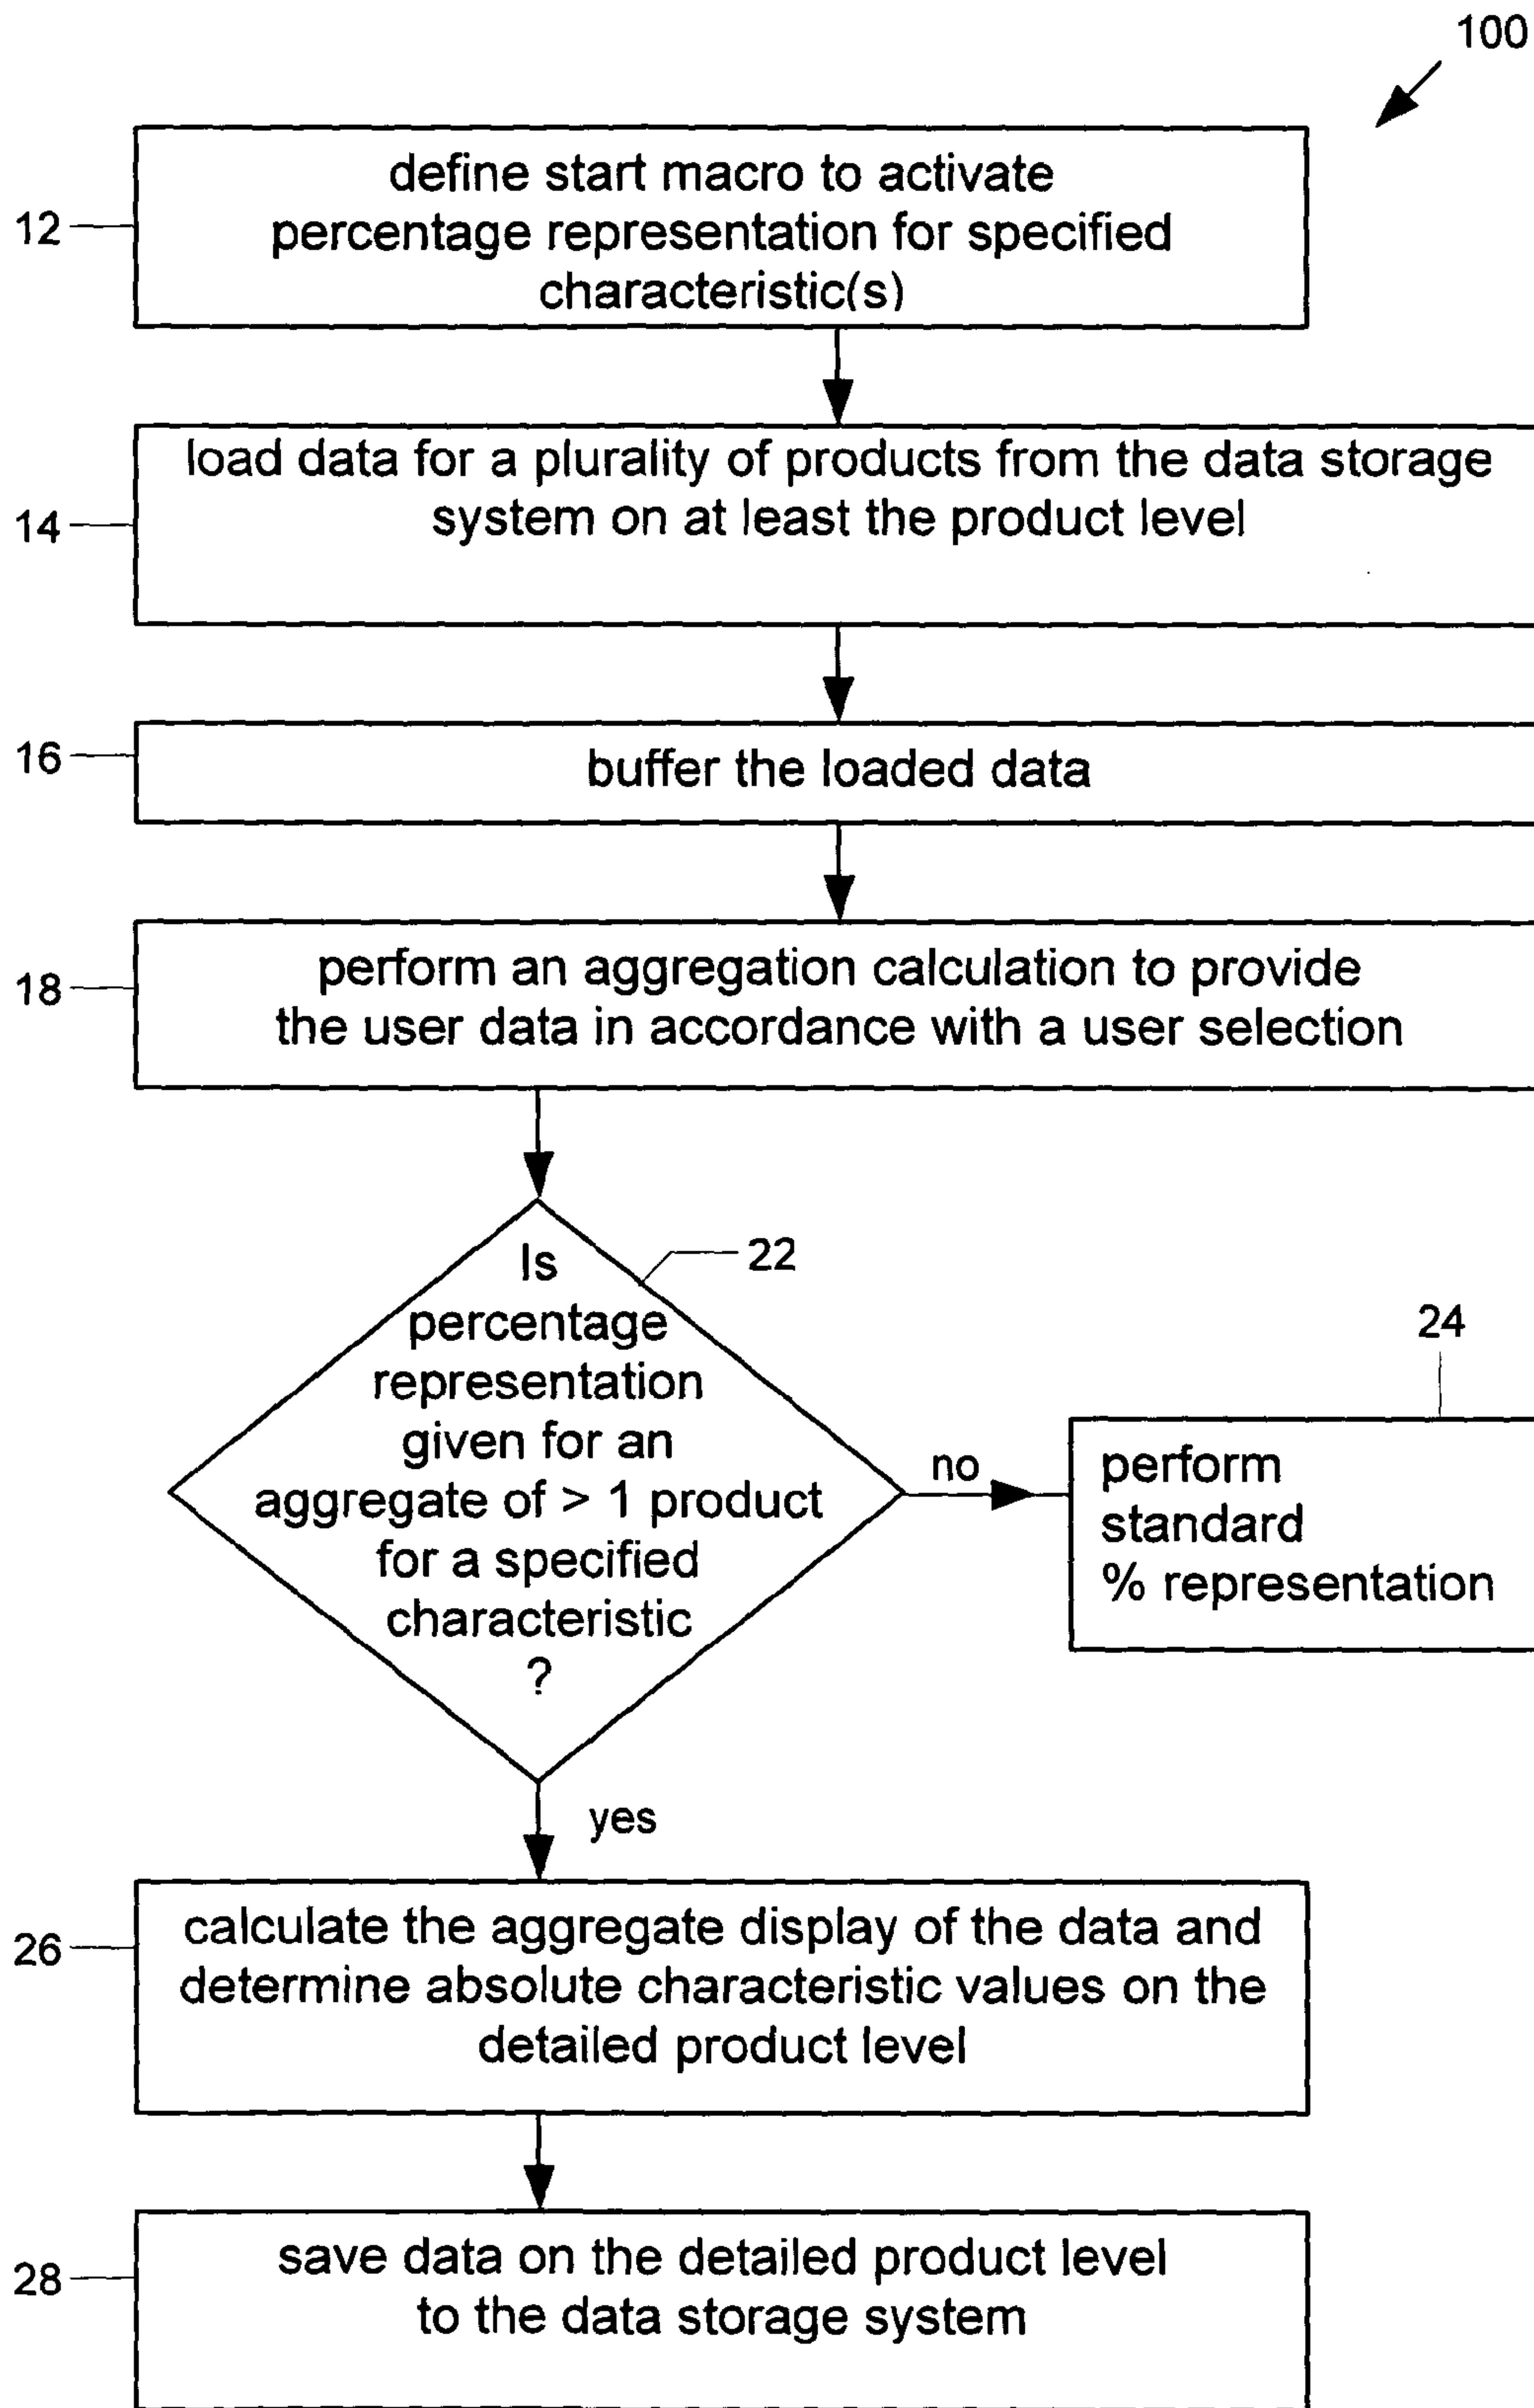 100
define start macro to activate
percentage representation for specified
characteristic(s)
12
load data for a plurality of products from the data storage
system on at least the product level
14
16
buffer the loaded data
perform an aggregation calculation to provide
the user data in accordance with a user selection
18
22
Is
percentage
representation
given for an
aggregate of > 1 product
for a specified
characteristic
?
24
no
perform
standard
% representation
yes
calculate the aggregate display of the data and
determine absolute characteristic values on the
detailed product level
26
save data on the detailed product level
to the data storage system
28